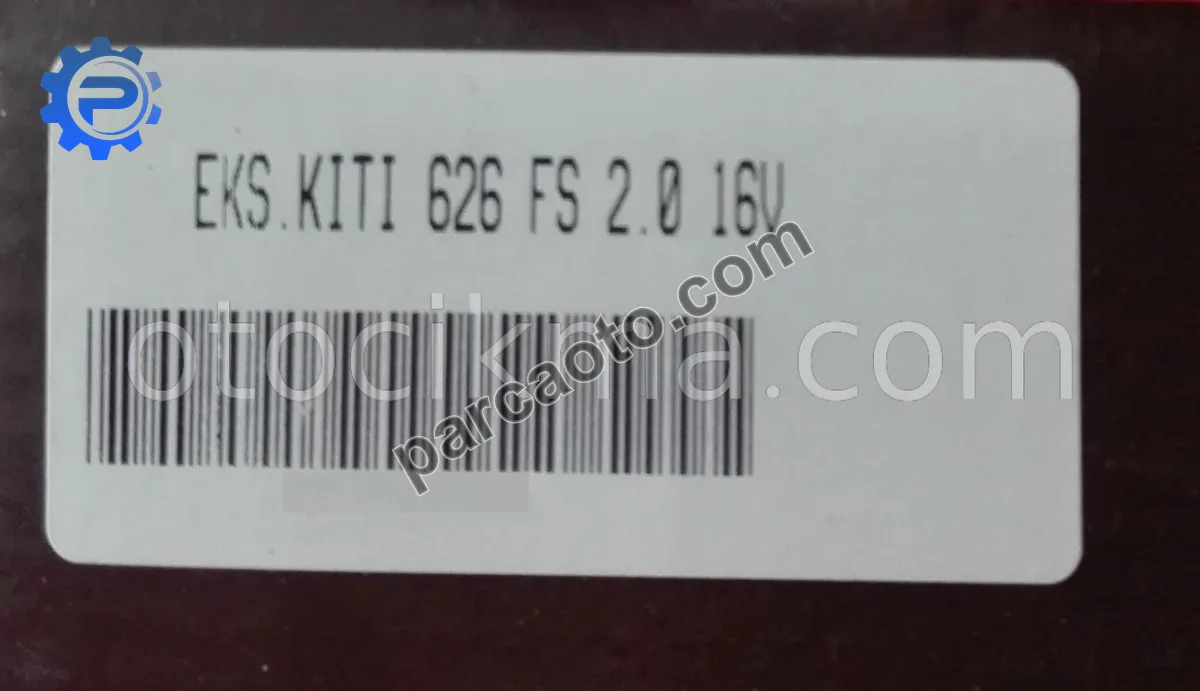 EKS.KITI 626 FS 2.0 16V
parcaoto.com
otocikma.com